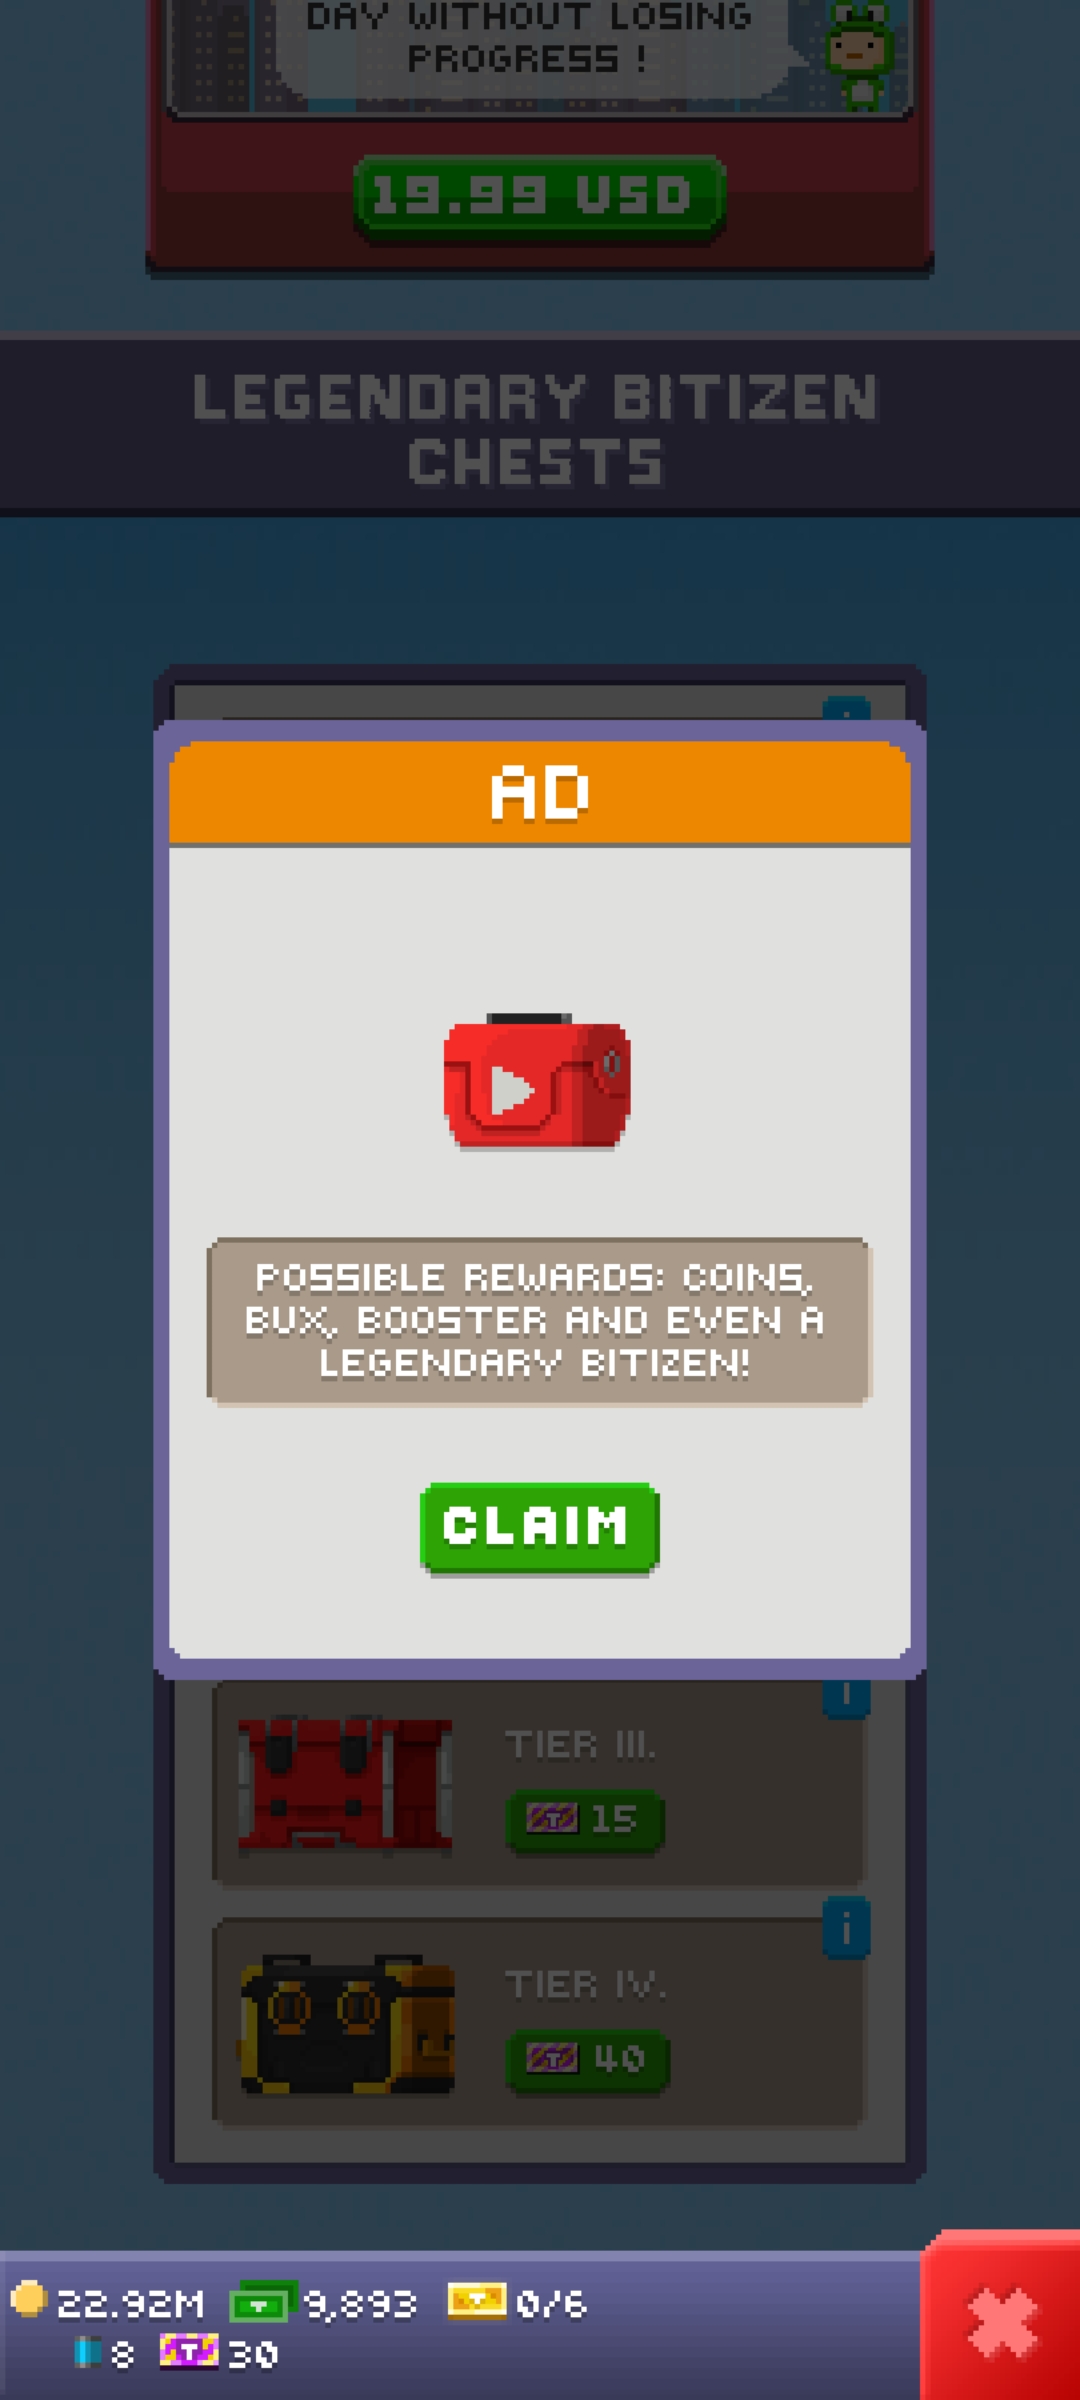 DAY WITHOUT LOSING
PROGRESS !
19.99 USD
LEGENDARY BITIZEN
CHESTS
AD
POSSIBLE REWARDS: COINS,
BUX, BOOSTER AND EVEN A
LEGENDARY BITIZEN!
CLAIM
i
TIER III.
T 15
i
TIER IV.
T 40
22.92M 9,893 0/6
8 T 30